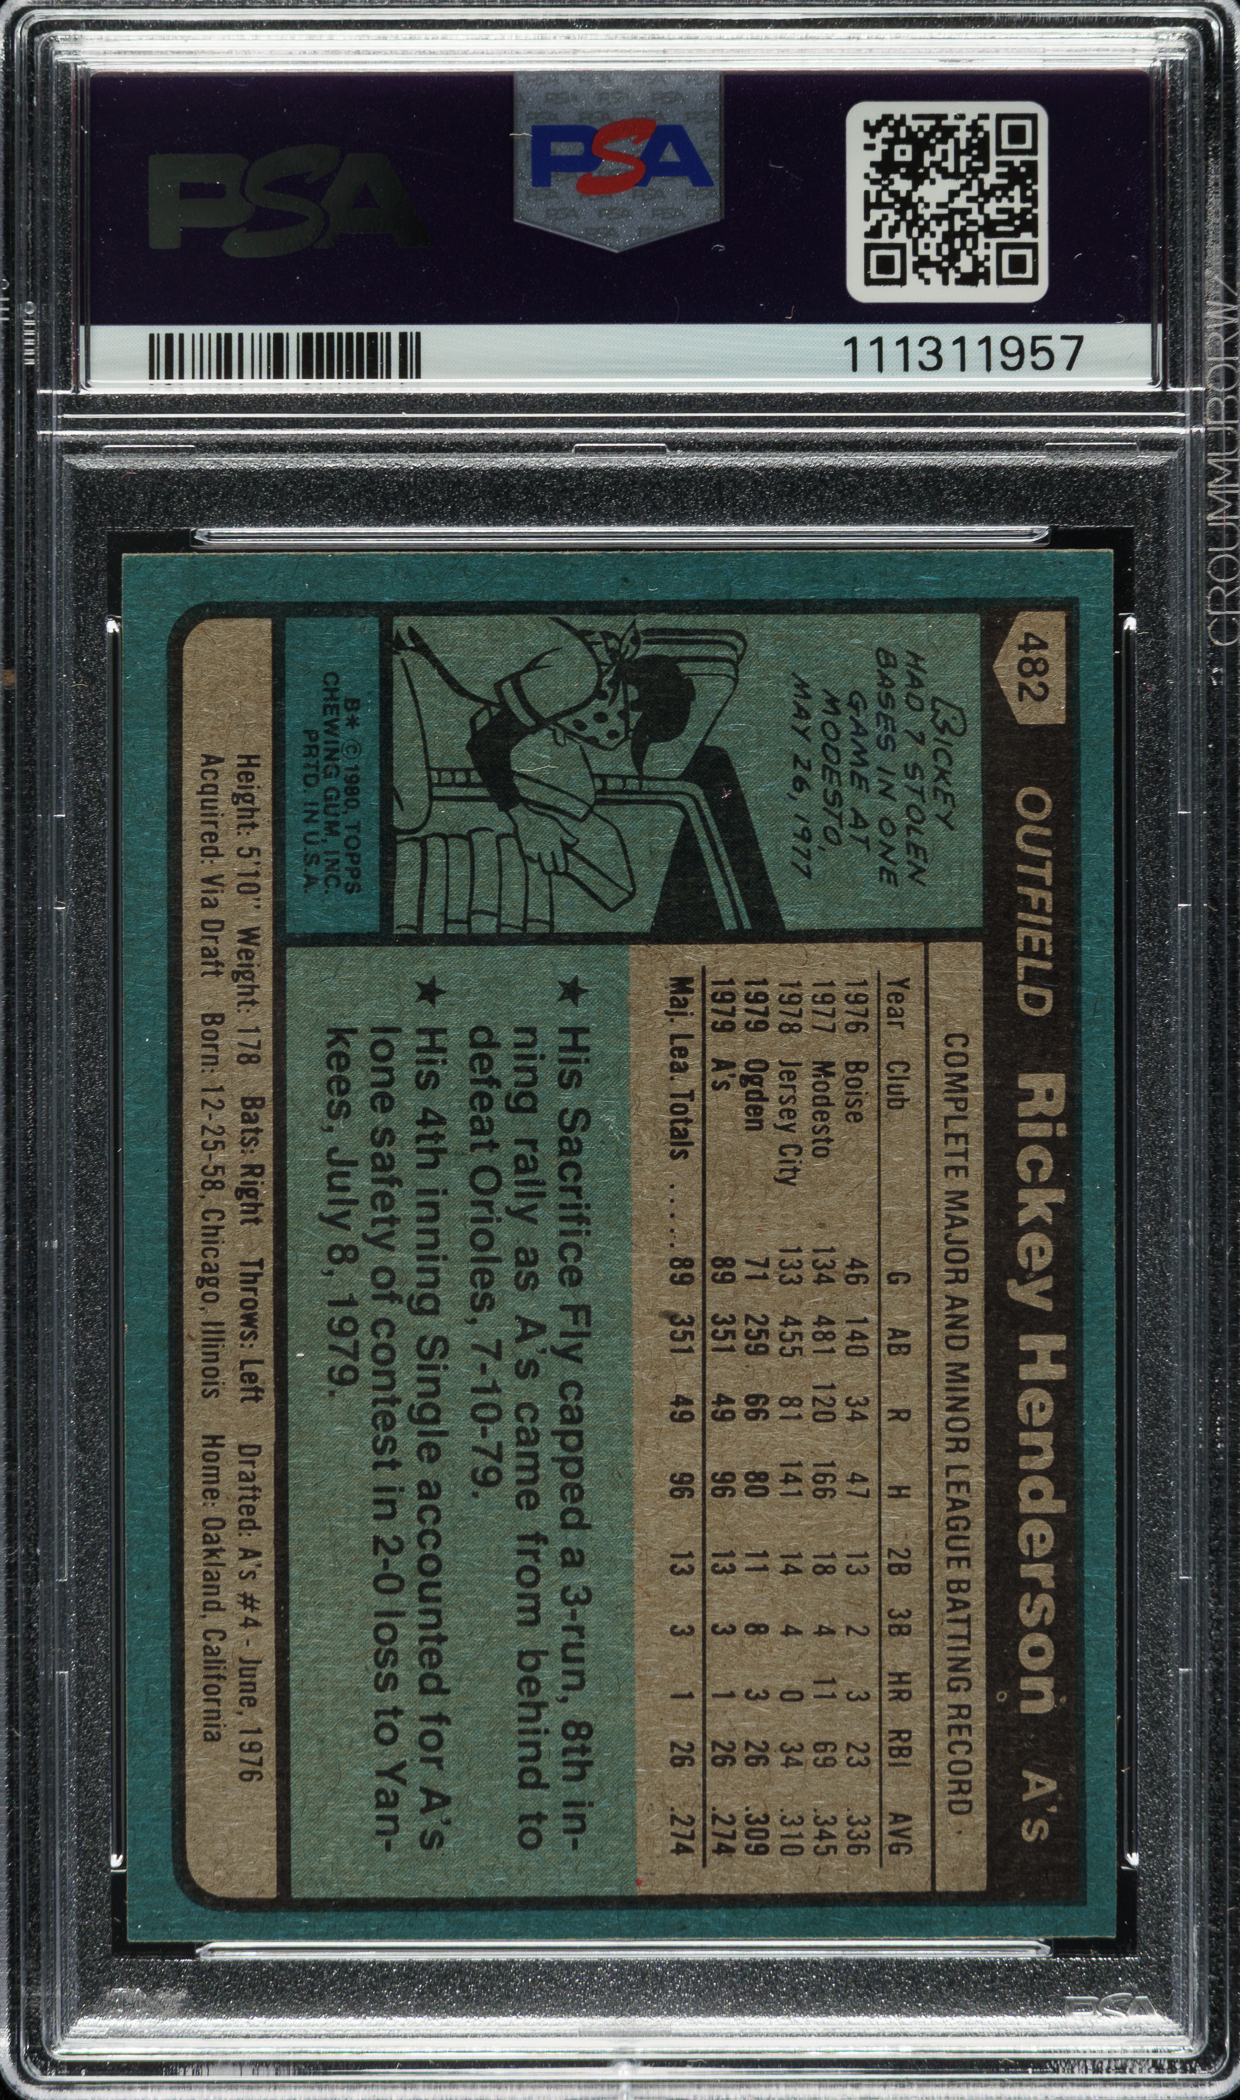 PSA
PSA
111311957
482
OUTFIELD Rickey Henderson A's
COMPLETE MAJOR AND MINOR LEAGUE BATTING RECORD
Year Club G AB R H 2B 3B HR RBI AVG
1976 Boise 46 140 34 47 13 2 3 23 .336
1977 Modesto 134 481 120 166 18 4 11 69 .345
1978 Jersey City 133 455 81 141 14 4 0 34 .310
1979 Ogden 71 259 66 80 11 8 3 26 .309
1979 A's 89 351 49 96 13 3 1 26 .274
Maj. Lea. Totals ..... 89 351 49 96 13 3 1 26 .274
RICKEY
HAD 7 STOLEN
BASES IN ONE
GAME AT
MODESTO,
MAY 26, 1977
★ His Sacrifice Fly capped a 3-run, 8th in-
ning rally as A's came from behind to
defeat Orioles, 7-10-79.
★ His 4th inning Single accounted for A's
lone safety of contest in 2-0 loss to Yan-
kees, July 8, 1979.
B* © 1980, TOPPS
CHEWING GUM, INC.
PRTD. IN U.S.A.
Height: 5'10" Weight: 178 Bats: Right Throws: Left Drafted: A's #4 - June, 1976
Acquired: Via Draft Born: 12-25-58, Chicago, Illinois Home: Oakland, California
PSA